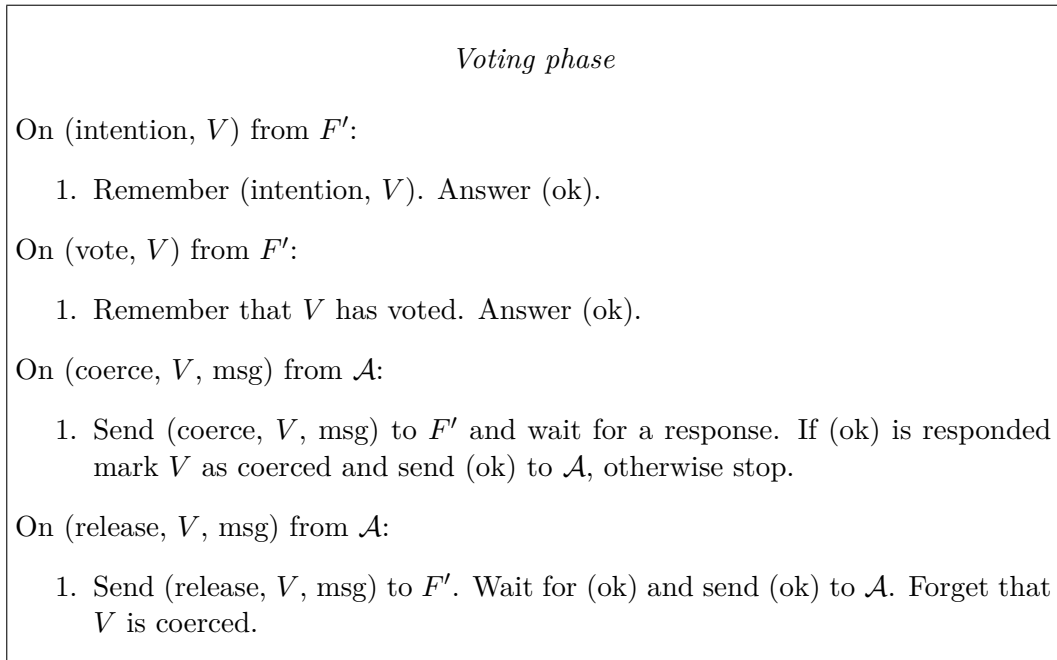 Voting phase
On (intention, V) from F′:
1. Remember (intention, V). Answer (ok).
On (vote, V) from F′:
1. Remember that V has voted. Answer (ok).
On (coerce, V, msg) from 𝒜:
1. Send (coerce, V, msg) to F′ and wait for a response. If (ok) is responded
mark V as coerced and send (ok) to 𝒜, otherwise stop.
On (release, V, msg) from 𝒜:
1. Send (release, V, msg) to F′. Wait for (ok) and send (ok) to 𝒜. Forget that
V is coerced.